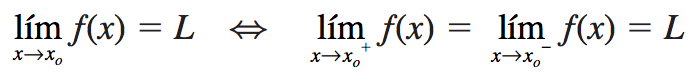 lím x→xₒ f(x) = L ⇔ lím x→xₒ⁺ f(x) = lím x→xₒ⁻ f(x) = L